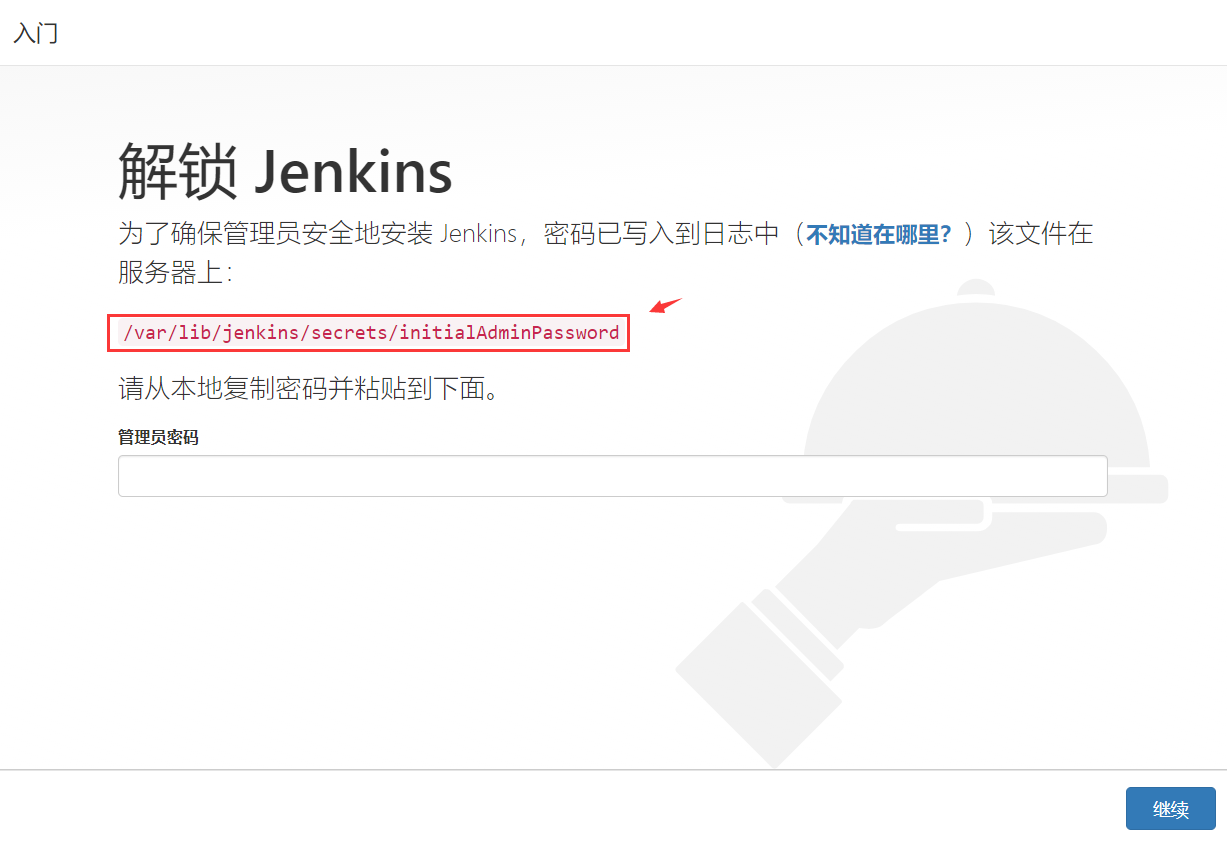 入门
解锁 Jenkins
为了确保管理员安全地安装 Jenkins，密码已写入到日志中（不知道在哪里？）该文件在
服务器上：
/var/lib/jenkins/secrets/initialAdminPassword
请从本地复制密码并粘贴到下面。
管理员密码
继续